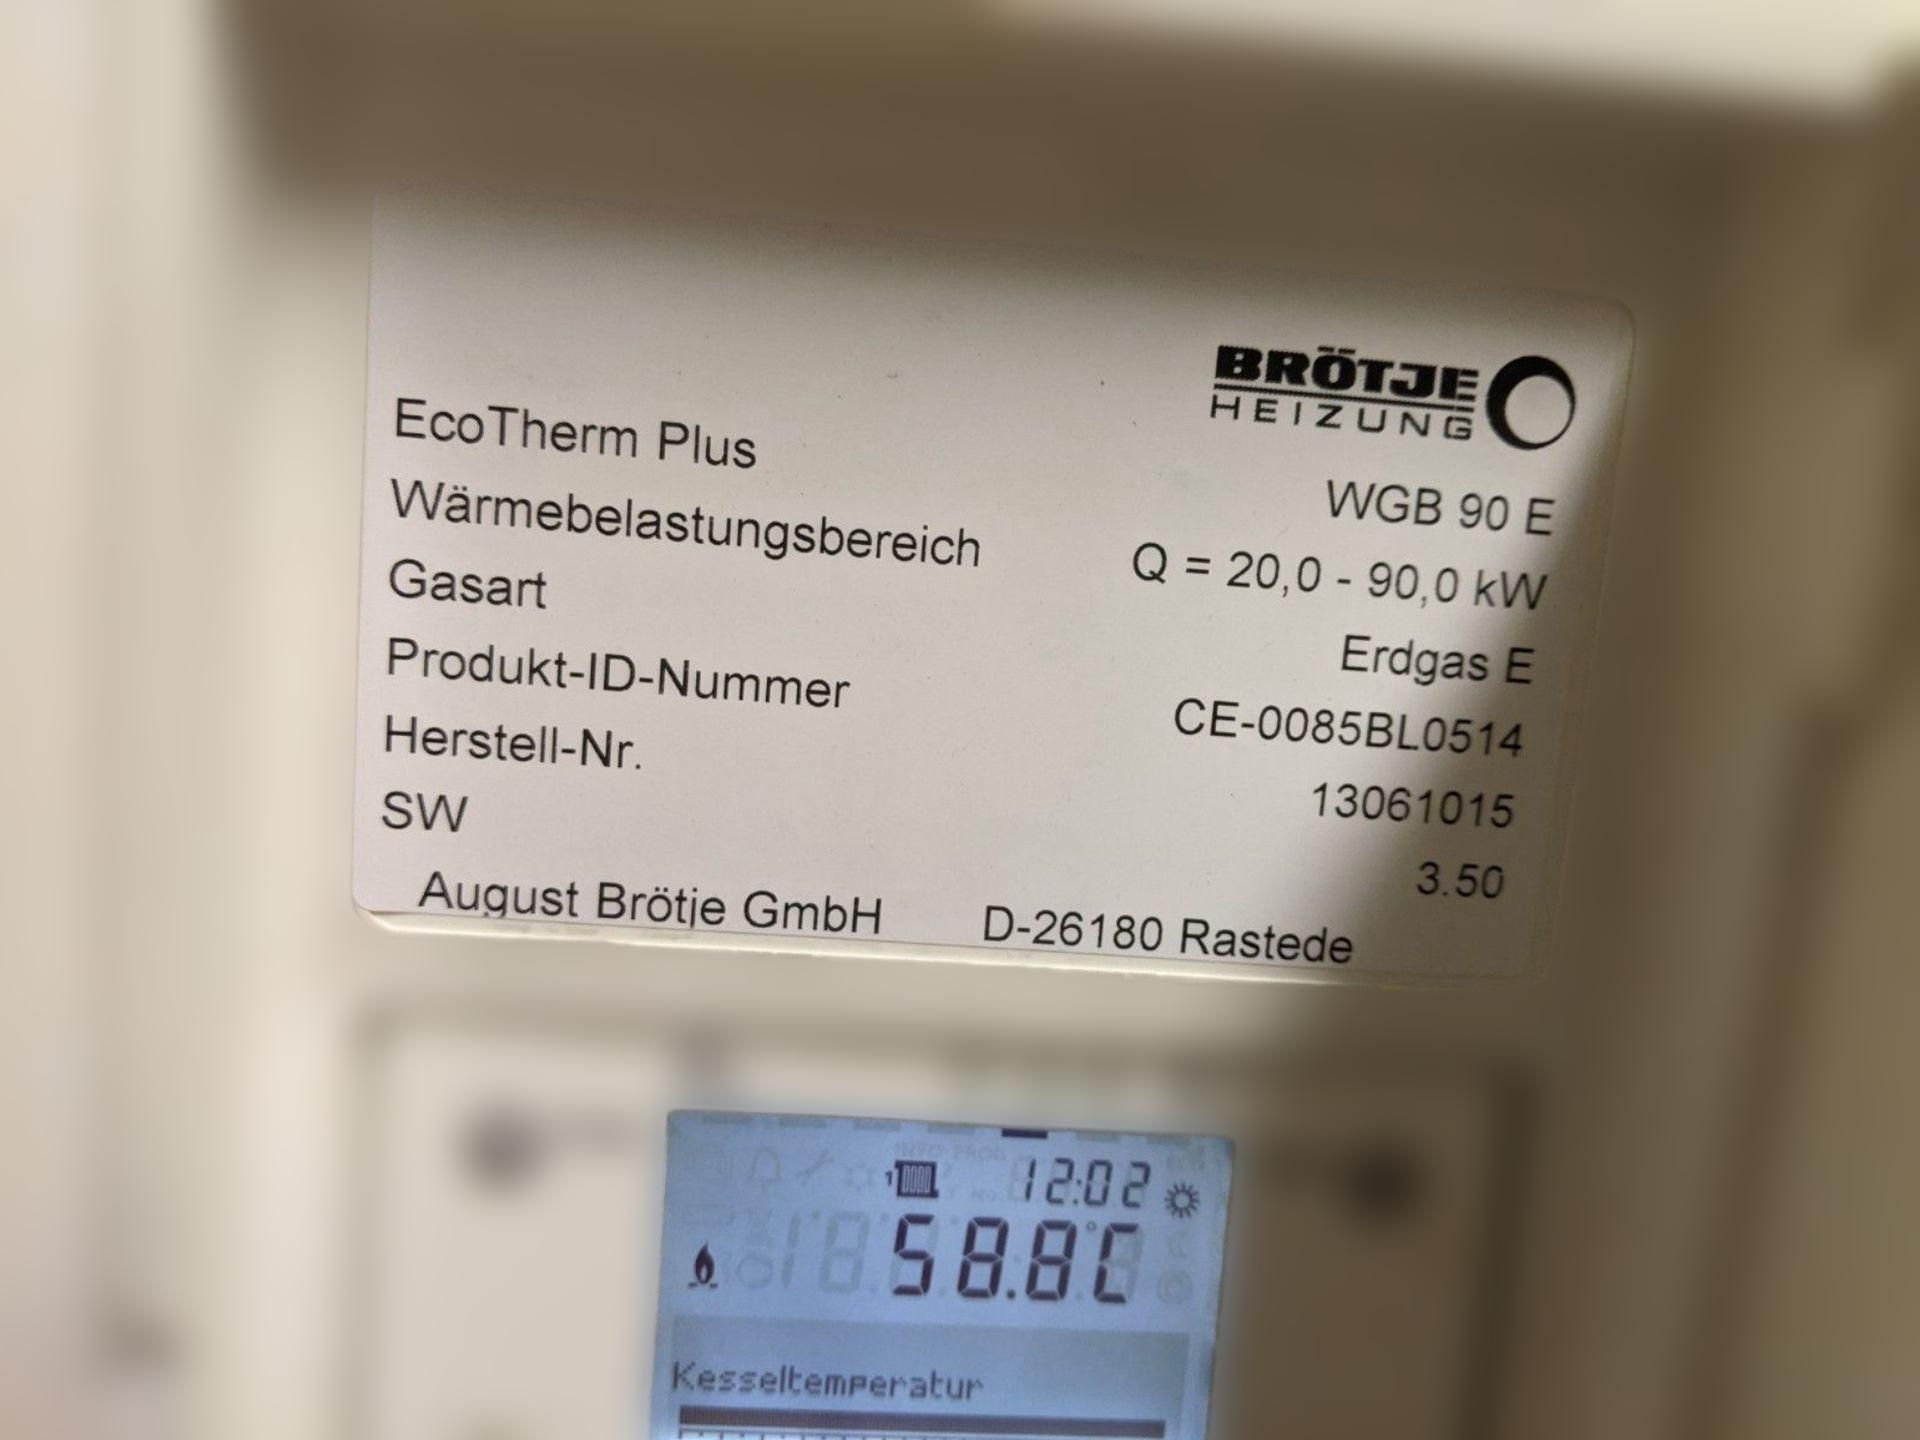 BRÖTJE
HEIZUNG
EcoTherm Plus WGB 90 E
Wärmebelastungsbereich Q = 20,0 - 90,0 kW
Gasart Erdgas E
Produkt-ID-Nummer CE-0085BL0514
Herstell-Nr. 13061015
SW 3.50
August Brötje GmbH D-26180 Rastede
1 12:02
58.8°C
Kesseltemperatur